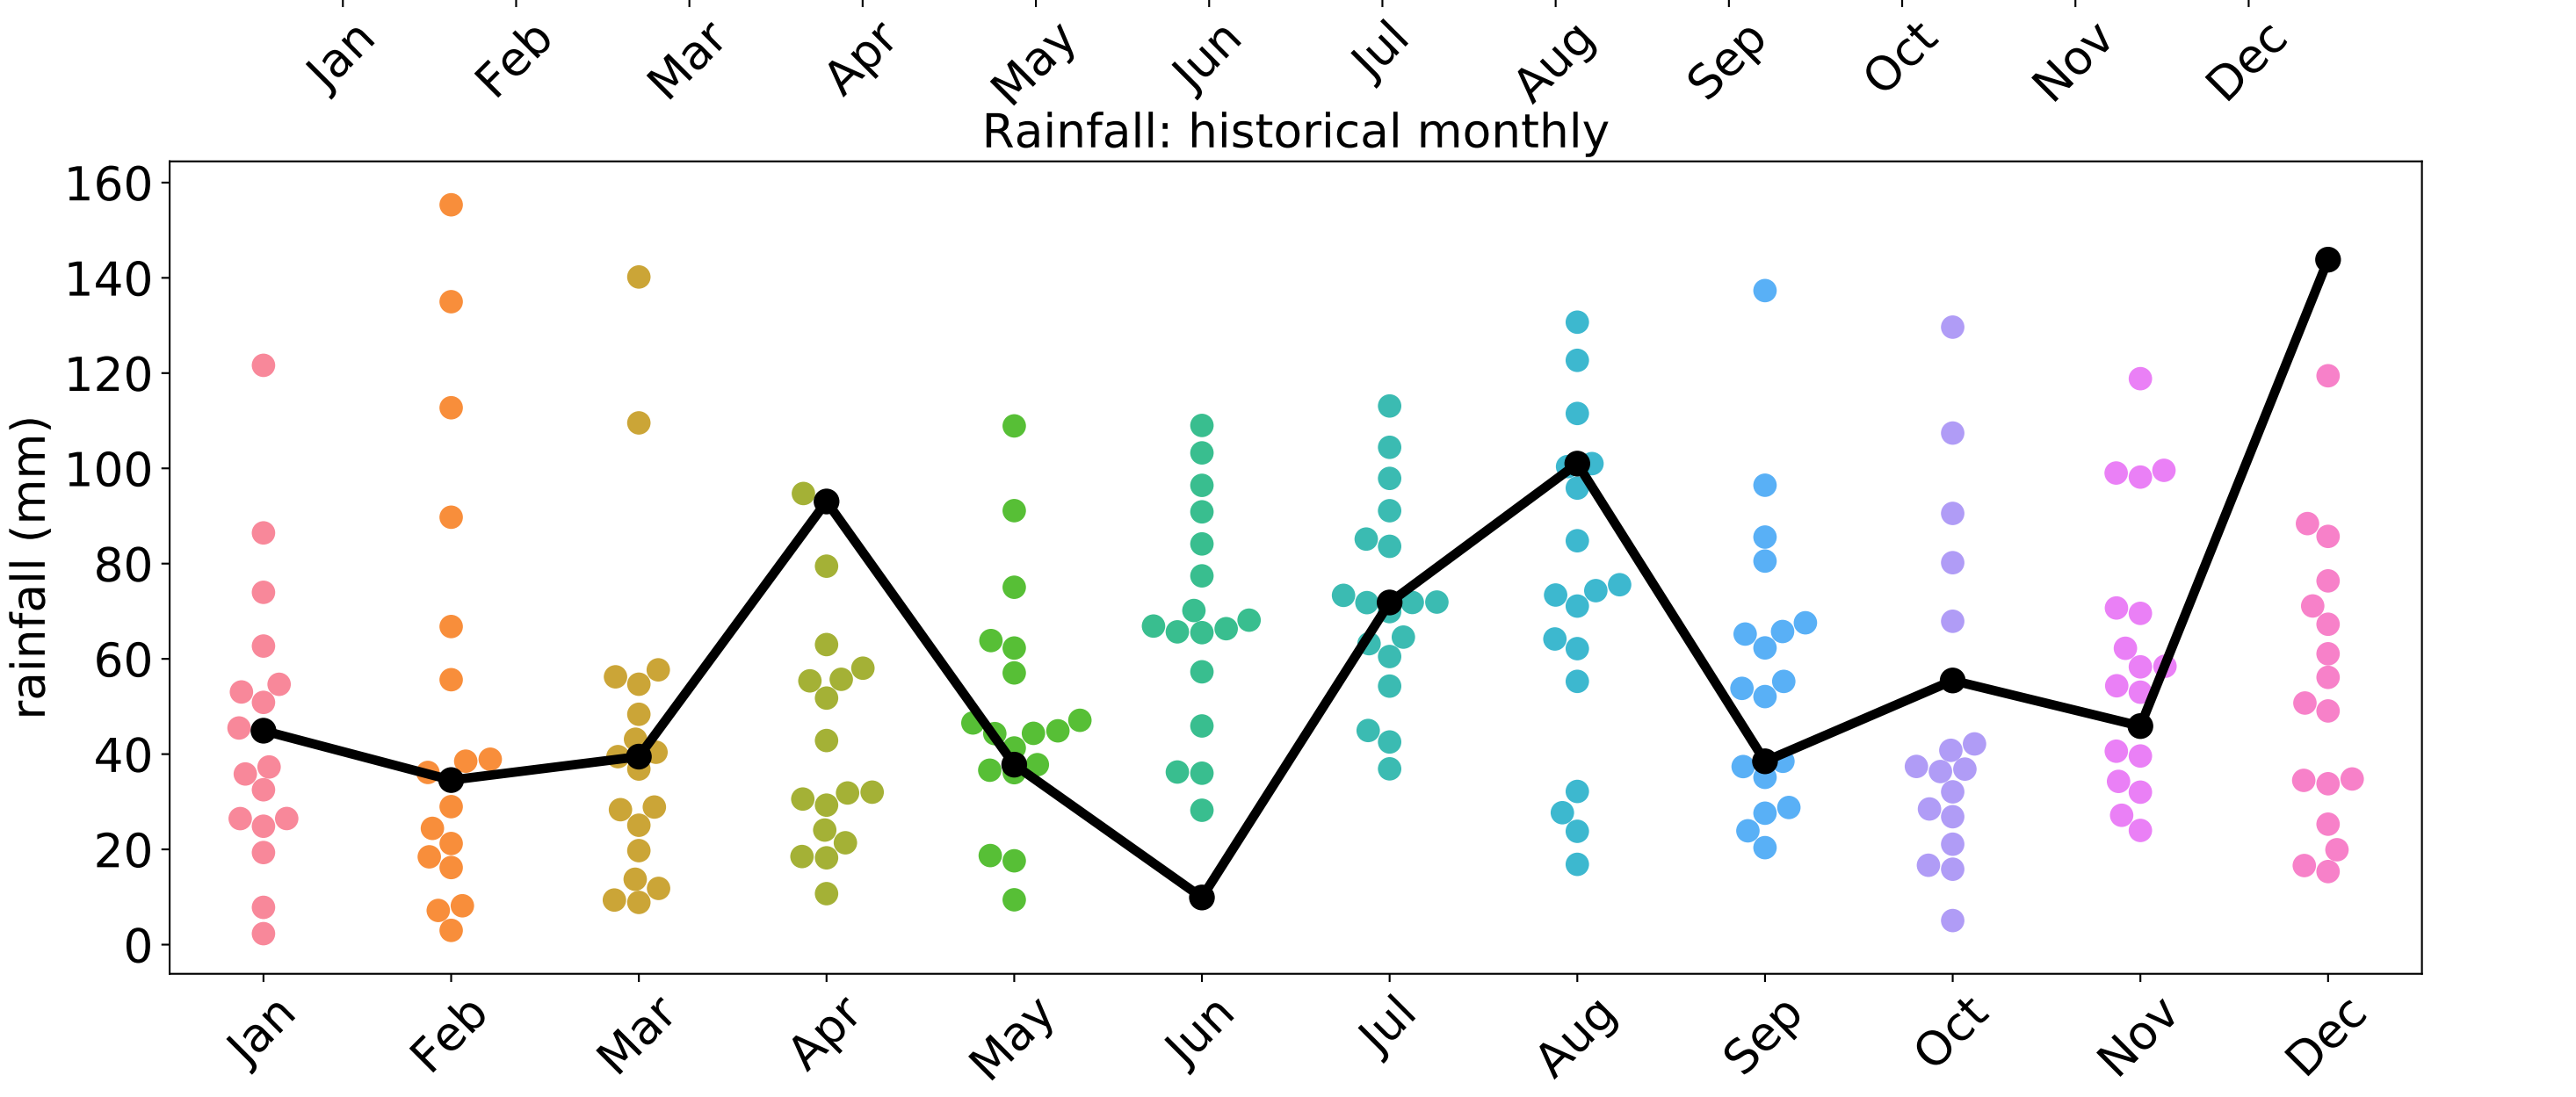 Jan Feb Mar Apr May Jun Jul Aug Sep Oct Nov Dec
Rainfall: historical monthly
rainfall (mm)
160
140
120
100
80
60
40
20
0
Jan Feb Mar Apr May Jun Jul Aug Sep Oct Nov Dec